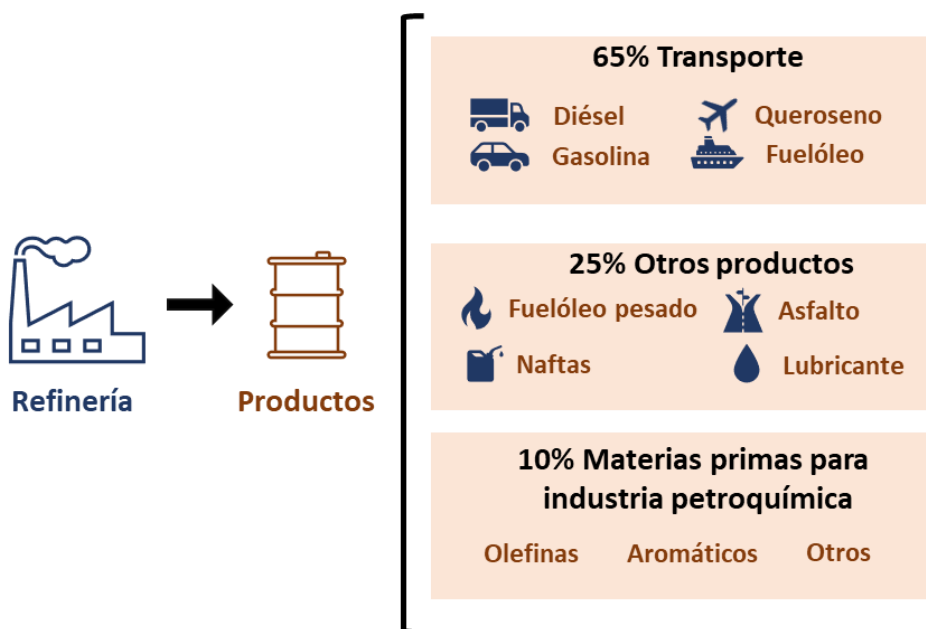 Refinería
Productos
65% Transporte
Diésel
Queroseno
Gasolina
Fuelóleo
25% Otros productos
Fuelóleo pesado
Asfalto
Naftas
Lubricante
10% Materias primas para
industria petroquímica
Olefinas
Aromáticos
Otros